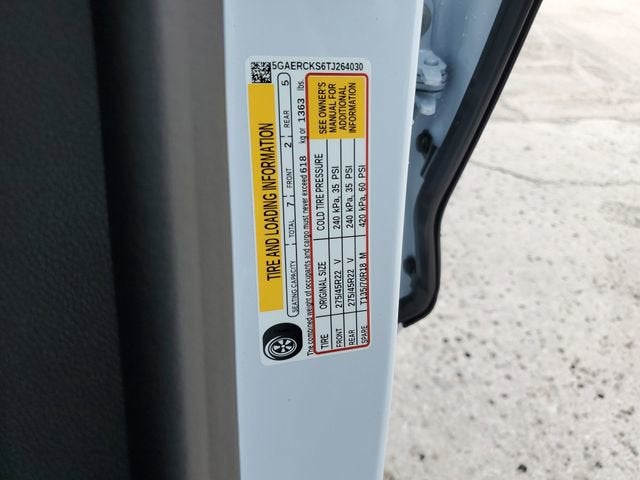 5GAERCKS6TJ264030
TIRE AND LOADING INFORMATION
SEATING CAPACITY TOTAL 7 FRONT 2 REAR 5
The combined weight of occupants and cargo must never exceed 618 kg or 1363 lbs.
TIRE ORIGINAL SIZE COLD TIRE PRESSURE
FRONT 275/45R22 V 240 kPa, 35 PSI
REAR 275/45R22 V 240 kPa, 35 PSI
SPARE T135/70R18 M 420 kPa, 60 PSI
SEE OWNER'S
MANUAL FOR
ADDITIONAL
INFORMATION